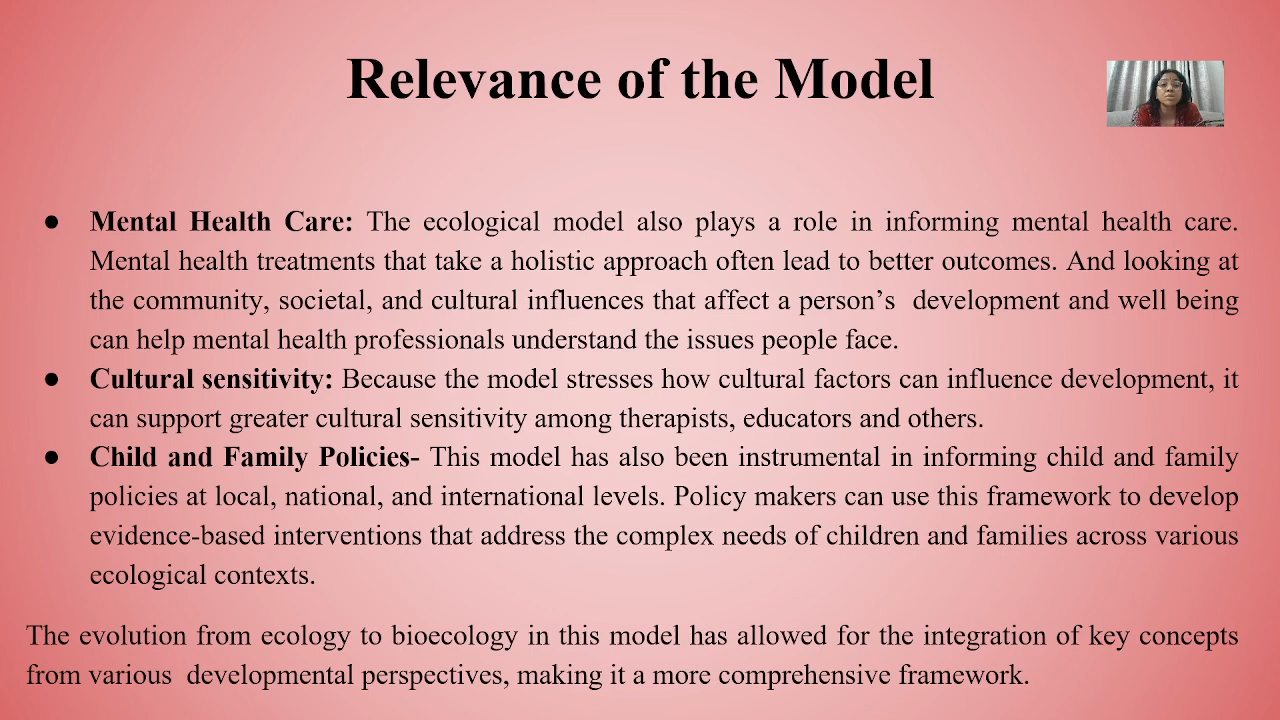 Relevance of the Model
● Mental Health Care: The ecological model also plays a role in informing mental health care.
Mental health treatments that take a holistic approach often lead to better outcomes. And looking at
the community, societal, and cultural influences that affect a person’s  development and well being
can help mental health professionals understand the issues people face.
● Cultural sensitivity: Because the model stresses how cultural factors can influence development, it
can support greater cultural sensitivity among therapists, educators and others.
● Child and Family Policies- This model has also been instrumental in informing child and family
policies at local, national, and international levels. Policy makers can use this framework to develop
evidence-based interventions that address the complex needs of children and families across various
ecological contexts.
The evolution from ecology to bioecology in this model has allowed for the integration of key concepts
from various  developmental perspectives, making it a more comprehensive framework.